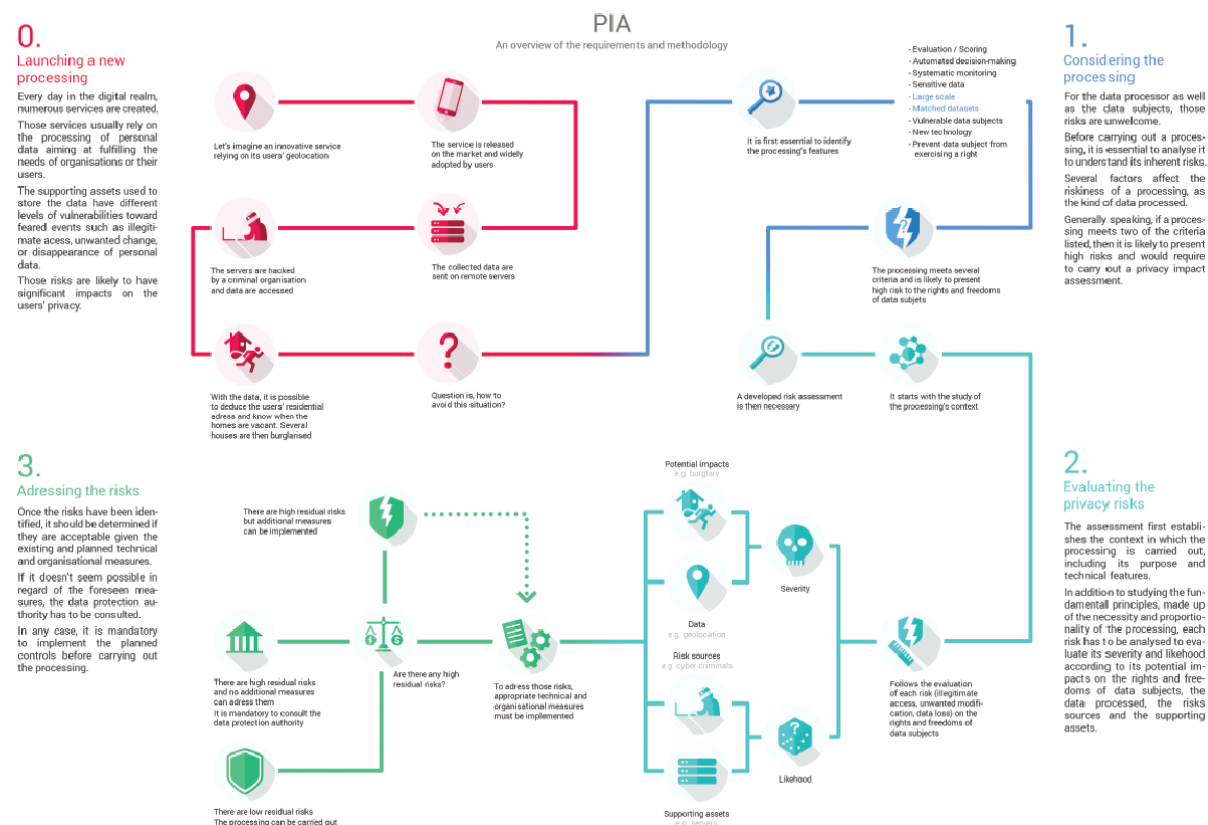 PIA
An overview of the requirements and methodology
0.
Launching a new
processing
Every day in the digital realm,
numerous services are created.
Those services usually rely on
the processing of personal
data aiming at fulfilling the
needs of organisations or their
users.
The supporting assets used to
store the data have different
levels of vulnerabilities toward
feared events such as illegiti-
mate acess, unwanted change,
or disappearance of personal
data.
Those risks are likely to have
significant impacts on the
users' privacy.
Let's imagine an innovative service
relying on its users' geolocation
The service is released
on the market and widely
adopted by users
The servers are hacked
by a criminal organisation
and data are accessed
The collected data are
sent on remote servers
With the data, it is possible
to deduce the users' residential
adress and know when the
homes are vacant. Several
houses are then burglarised
Question is, how to
avoid this situation?
It is first essential to identify
the processing's features
- Evaluation / Scoring
- Automated decision-making
- Systematic monitoring
- Sensitive data
- Large scale
- Matched datasets
- Vulnerable data subjects
- New technology
- Prevent data subject from
exercising a right
The processing meets several
criteria and is likely to present
high risk to the rights and freedoms
of data subjets
A developed risk assessment
is then necessary
It starts with the study of
the processing's context
1.
Considering the
processing
For the data processor as well
as the data subjects, those
risks are unwelcome.
Before carrying out a proces-
sing, it is essential to analyse it
to understand its inherent risks.
Several factors affect the
riskiness of a processing, as
the kind of data processed.
Generally speaking, if a proces-
sing meets two of the criteria
listed, then it is likely to present
high risks and would require
to carry out a privacy impact
assessment.
3.
Adressing the risks
Once the risks have been iden-
tified, it should be determined if
they are acceptable given the
existing and planned technical
and organisational measures.
If it doesn't seem possible in
regard of the foreseen mea-
sures, the data protection au-
thority has to be consulted.
In any case, it is mandatory
to implement the planned
controls before carrying out
the processing.
There are high residual risks
but additional measures
can be implemented
There are high residual risks
and no additional measures
can adress them
It is mandatory to consult the
data protection authority
Are there any high
residual risks?
There are low residual risks
The processing can be carried out
To adress those risks,
appropriate technical and
organisational measures
must be implemented
Potential impacts
e.g. burglary
Data
e.g. geolocation
Risk sources
e.g. cyber criminals
Supporting assets
e.g. servers
Severity
Likehood
Follows the evaluation
of each risk (illegitimate
access, unwanted modifi-
cation, data loss) on the
rights and freedoms of
data subjects
2.
Evaluating the
privacy risks
The assessment first establi-
shes the context in which the
processing is carried out,
including its purpose and
technical features.
In addition to studying the fun-
damentall principles, made up
of the necessity and proportio-
nality of the processing, each
risk has to be analysed to eva-
luate its severity and likehood
according to its potential im-
pacts on the rights and free-
doms of data subjects, the
data processed, the risks
sources and the supporting
assets.